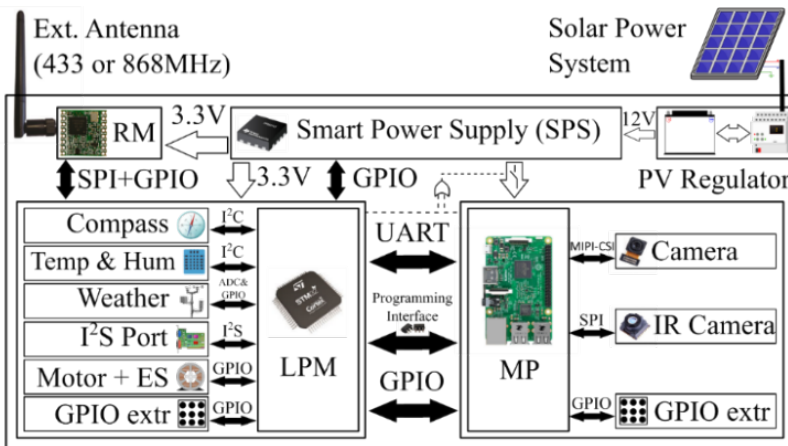 Ext. Antenna
(433 or 868MHz)
Solar Power
System
RM
3.3V
Smart Power Supply (SPS)
12V
SPI+GPIO
3.3V
GPIO
PV Regulator
Compass
I²C
Temp & Hum
I²C
Weather
ADC&
GPIO
I²S Port
I²S
Motor + ES
GPIO
GPIO extr
GPIO
STM32
Cortex
LPM
UART
Programming
Interface
GPIO
MP
MIPI-CSI
Camera
SPI
IR Camera
GPIO
GPIO extr